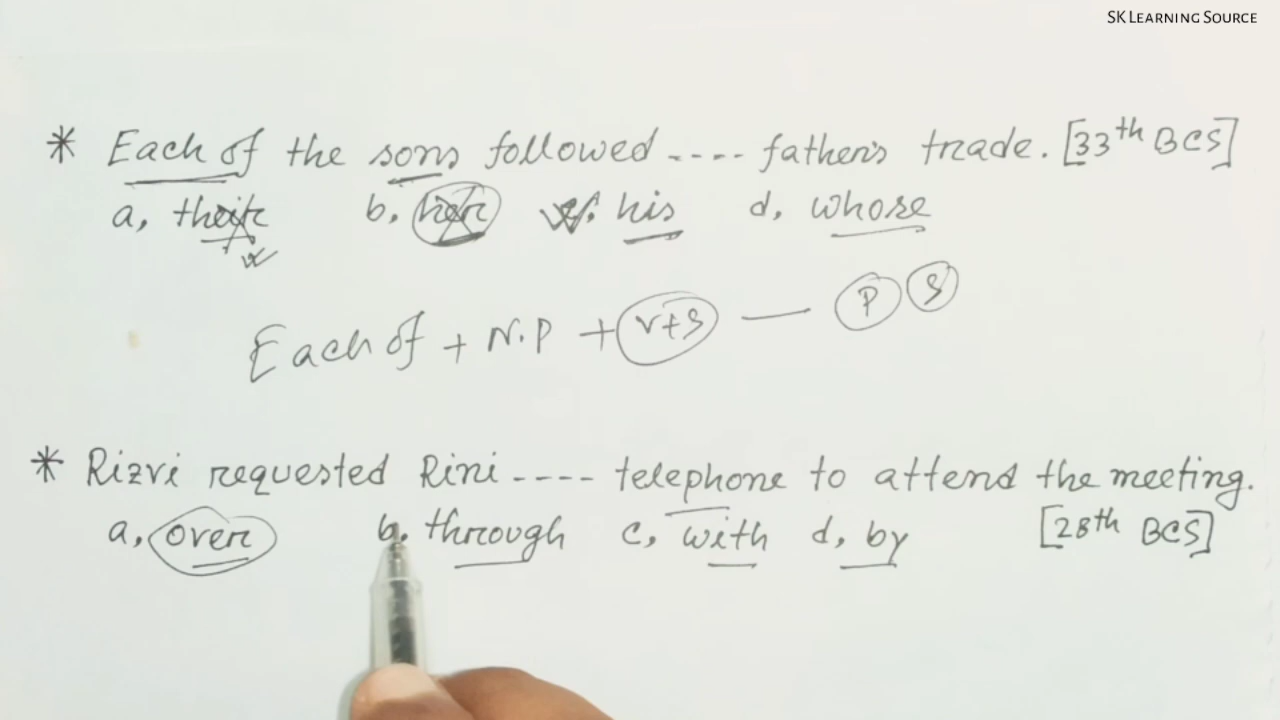 SK Learning Source
* Each of the sons followed ---- father's trade. [33th BCS]
a, their b, her c. his d, whose
Each of + N.P + V+S — P S
* Rizvi requested Rini ---- telephone to attend the meeting.
a, over b. through c, with d, by [28th BCS]